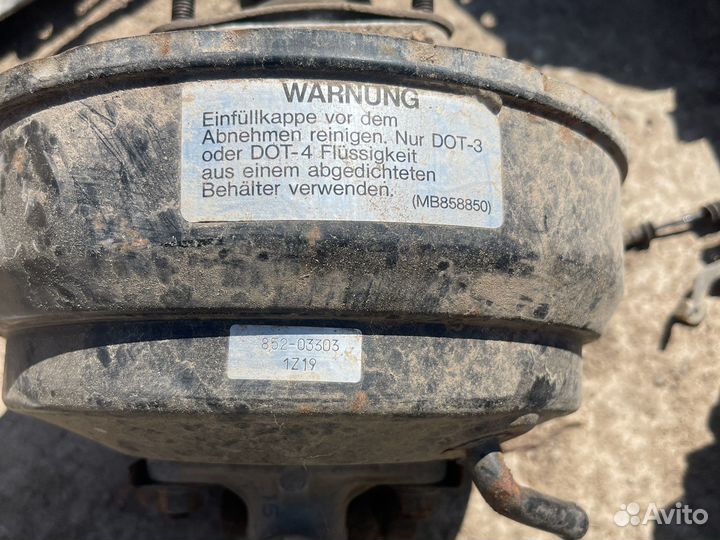 WARNUNG
Einfüllkappe vor dem
Abnehmen reinigen. Nur DOT-3
oder DOT-4 Flüssigkeit
aus einem abgedichteten
Behälter verwenden.
(MB858850)
852-03303
1Z19
Avito